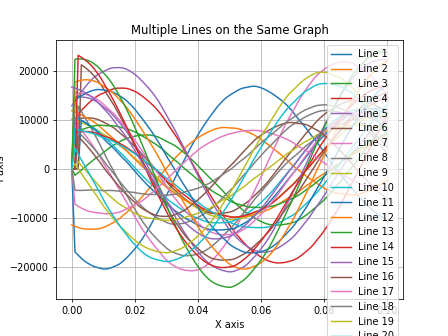 Multiple Lines on the Same Graph
20000
10000
0
−10000
−20000
0.00
0.02
0.04
0.06
X axis
Line 1
Line 2
Line 3
Line 4
Line 5
Line 6
Line 7
Line 8
Line 9
Line 10
Line 11
Line 12
Line 13
Line 14
Line 15
Line 16
Line 17
Line 18
Line 19